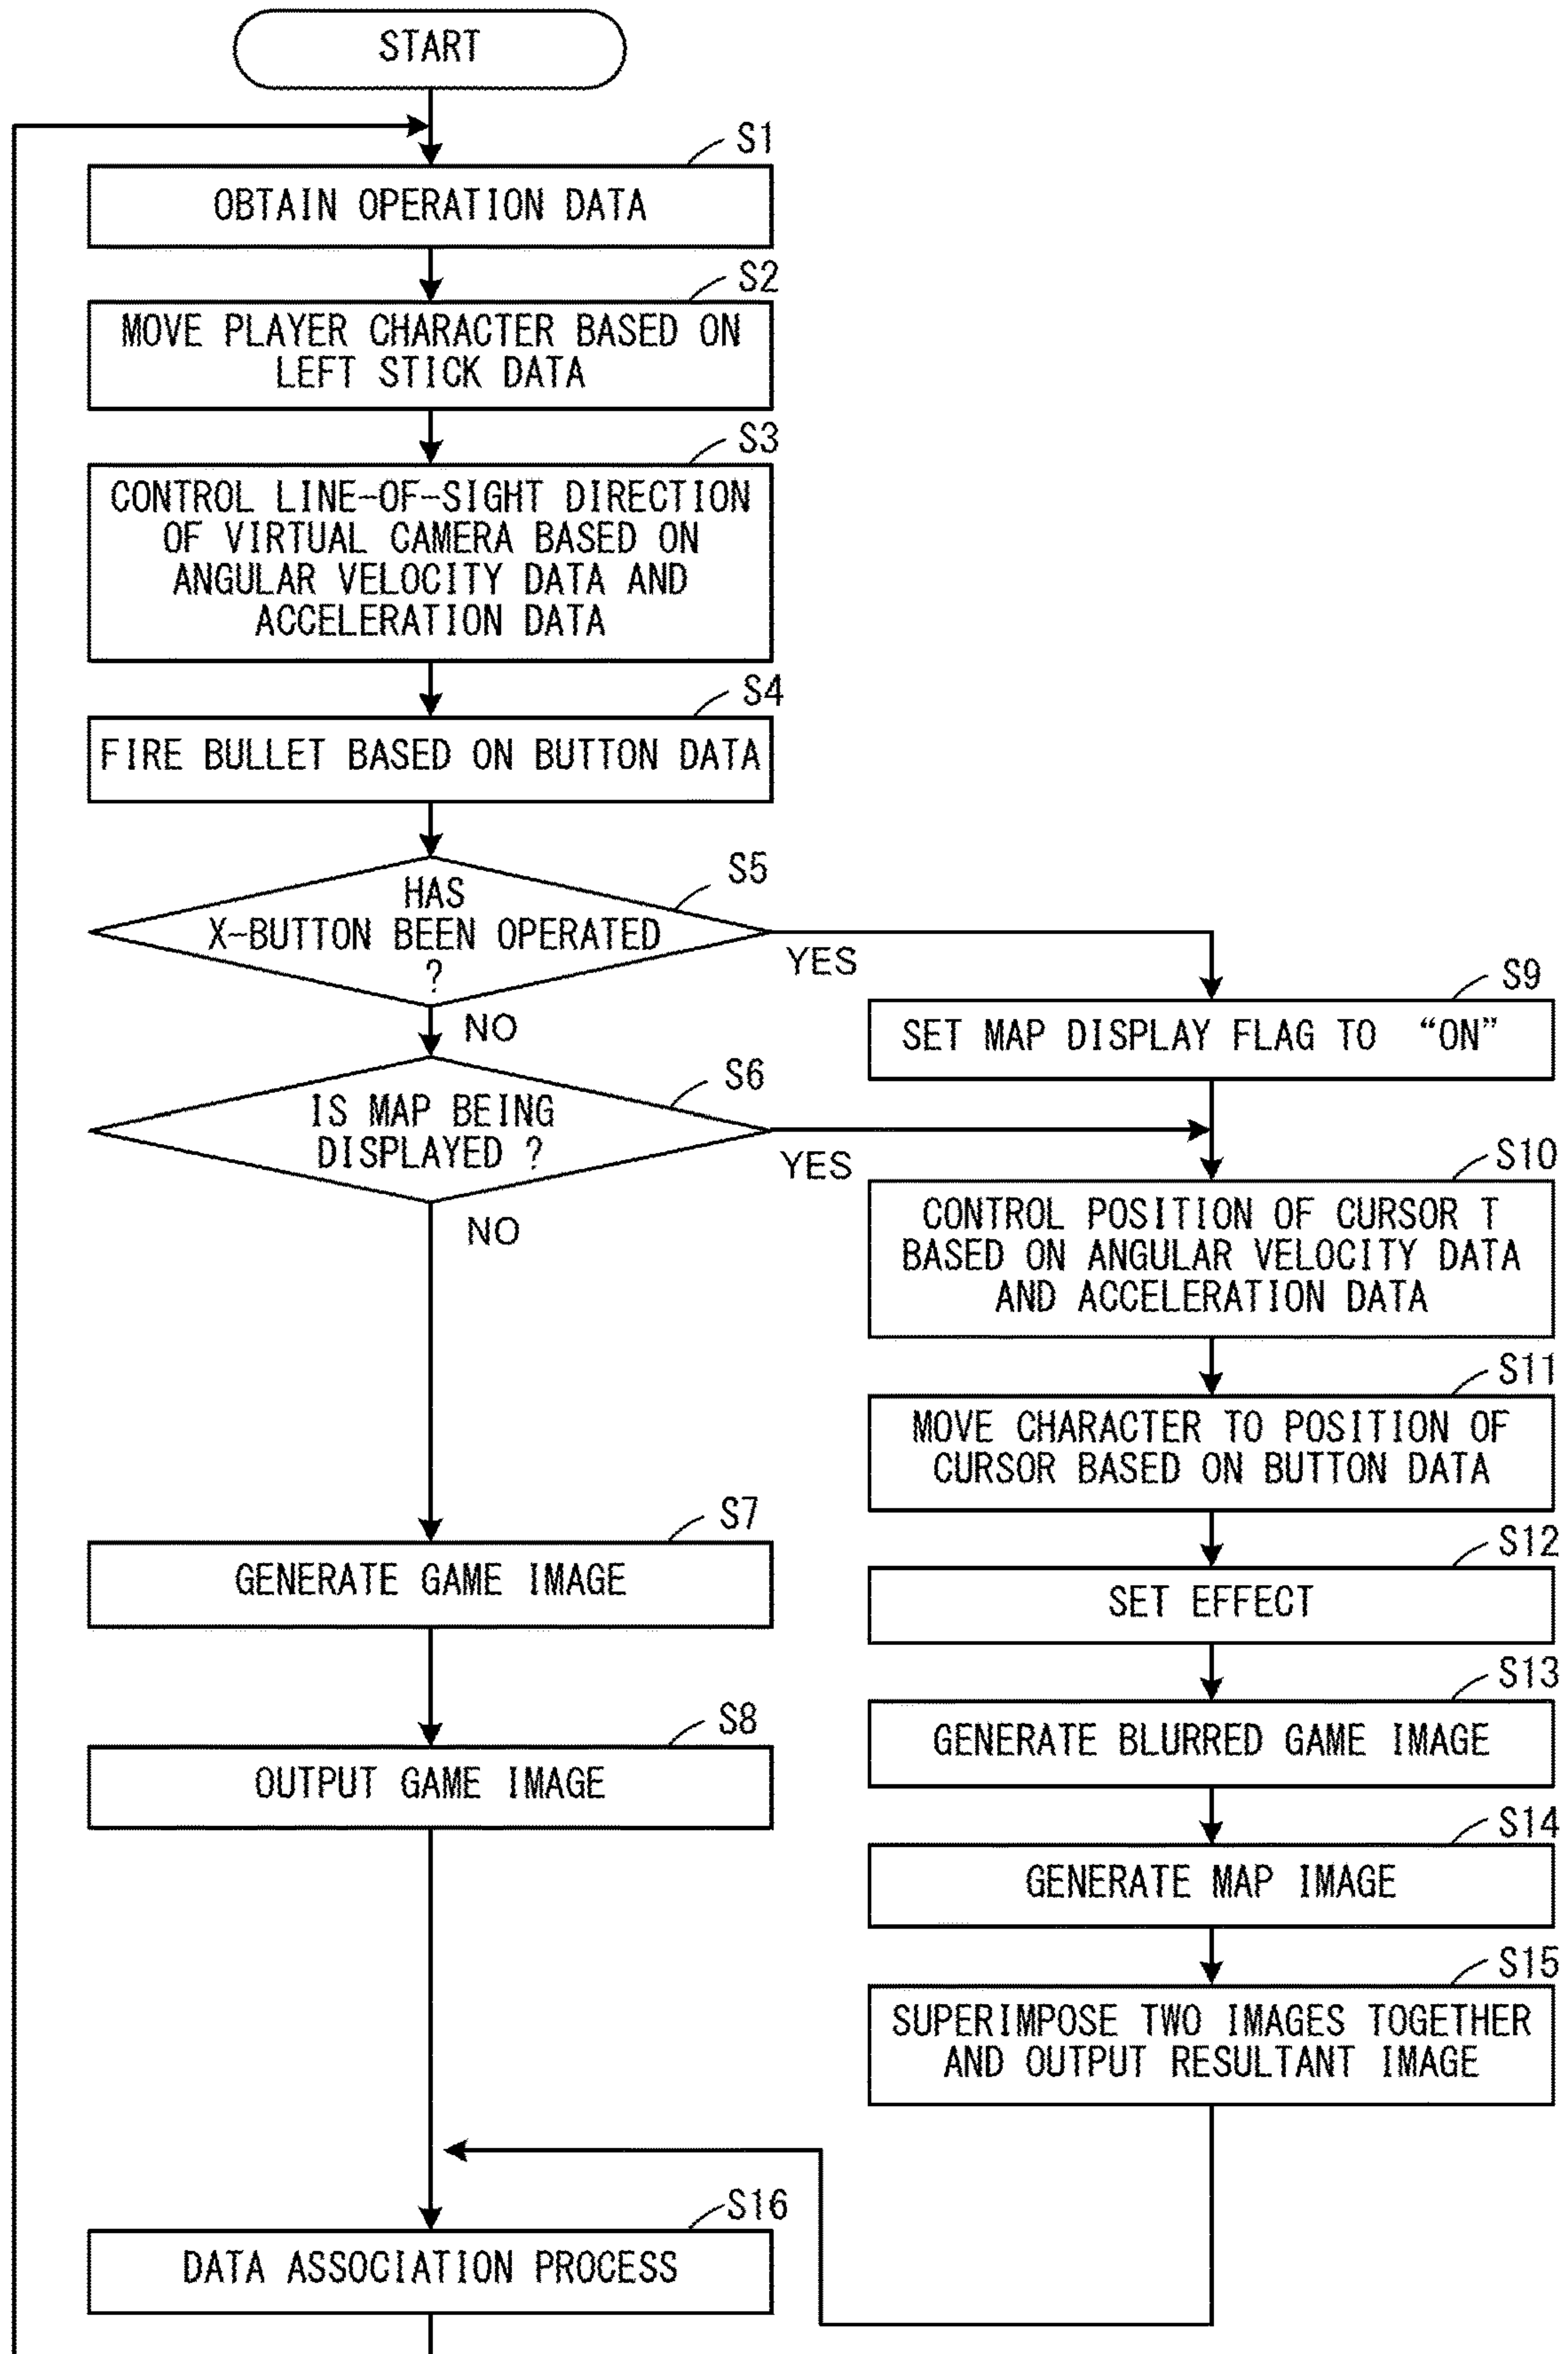 START
S1
OBTAIN OPERATION DATA
S2
MOVE PLAYER CHARACTER BASED ON
LEFT STICK DATA
S3
CONTROL LINE-OF-SIGHT DIRECTION
OF VIRTUAL CAMERA BASED ON
ANGULAR VELOCITY DATA AND
ACCELERATION DATA
S4
FIRE BULLET BASED ON BUTTON DATA
S5
HAS
X-BUTTON BEEN OPERATED
?
YES
NO
S6
IS MAP BEING
DISPLAYED ?
YES
NO
S7
GENERATE GAME IMAGE
S8
OUTPUT GAME IMAGE
S9
SET MAP DISPLAY FLAG TO “ON”
S10
CONTROL POSITION OF CURSOR T
BASED ON ANGULAR VELOCITY DATA
AND ACCELERATION DATA
S11
MOVE CHARACTER TO POSITION OF
CURSOR BASED ON BUTTON DATA
S12
SET EFFECT
S13
GENERATE BLURRED GAME IMAGE
S14
GENERATE MAP IMAGE
S15
SUPERIMPOSE TWO IMAGES TOGETHER
AND OUTPUT RESULTANT IMAGE
S16
DATA ASSOCIATION PROCESS